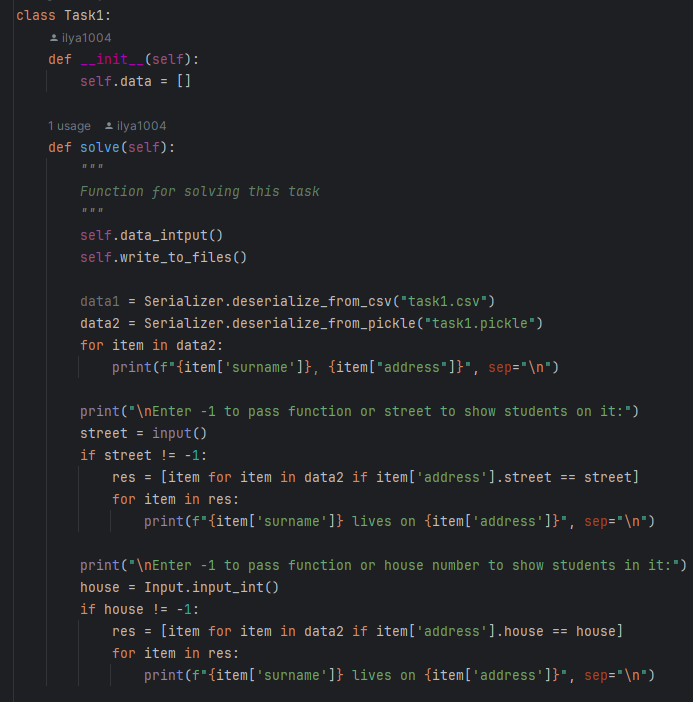 class Task1:
ilya1004
    def __init__(self):
        self.data = []
1 usage   ilya1004
    def solve(self):
        """
        Function for solving this task
        """
        self.data_intput()
        self.write_to_files()
        data1 = Serializer.deserialize_from_csv("task1.csv")
        data2 = Serializer.deserialize_from_pickle("task1.pickle")
        for item in data2:
            print(f"{item['surname']}, {item["address"]}", sep="\n")
        print("\nEnter -1 to pass function or street to show students on it:")
        street = input()
        if street != -1:
            res = [item for item in data2 if item['address'].street == street]
            for item in res:
                print(f"{item['surname']} lives on {item['address']}", sep="\n")
        print("\nEnter -1 to pass function or house number to show students in it:")
        house = Input.input_int()
        if house != -1:
            res = [item for item in data2 if item['address'].house == house]
            for item in res:
                print(f"{item['surname']} lives on {item['address']}", sep="\n")